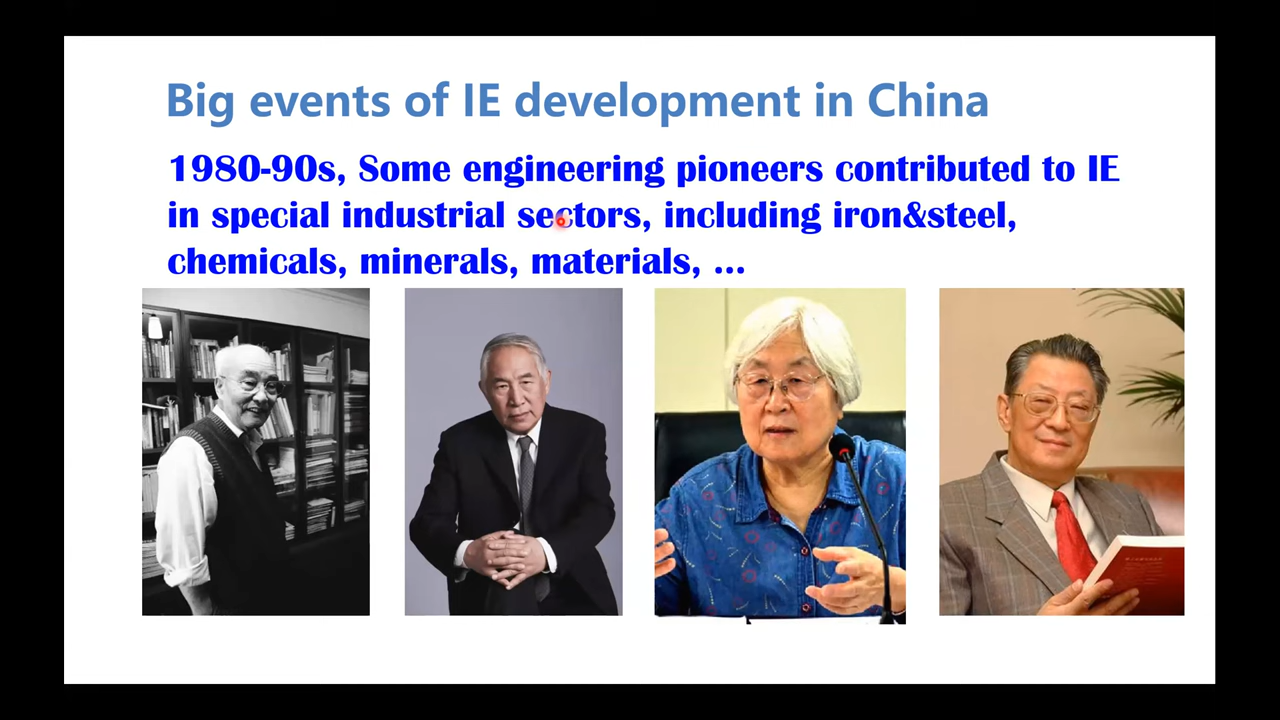 Big events of IE development in China
1980-90s, Some engineering pioneers contributed to IE
in special industrial sectors, including iron&steel,
chemicals, minerals, materials, ...